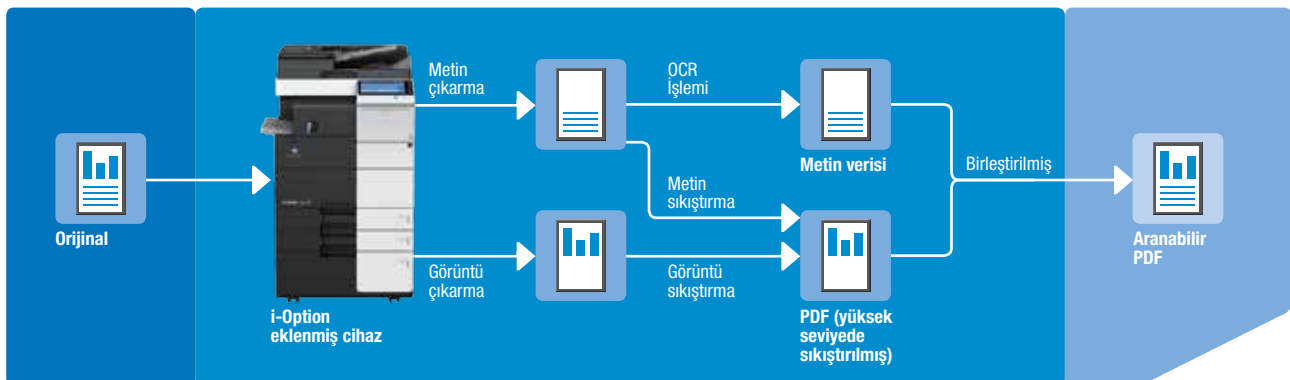 Orijinal
i-Option
eklenmiş cihaz
Metin
çıkarma
Görüntü
çıkarma
OCR
İşlemi
Metin
sıkıştırma
Görüntü
sıkıştırma
Metin verisi
PDF (yüksek
seviyede
sıkıştırılmış)
Birleştirilmiş
Aranabilir
PDF